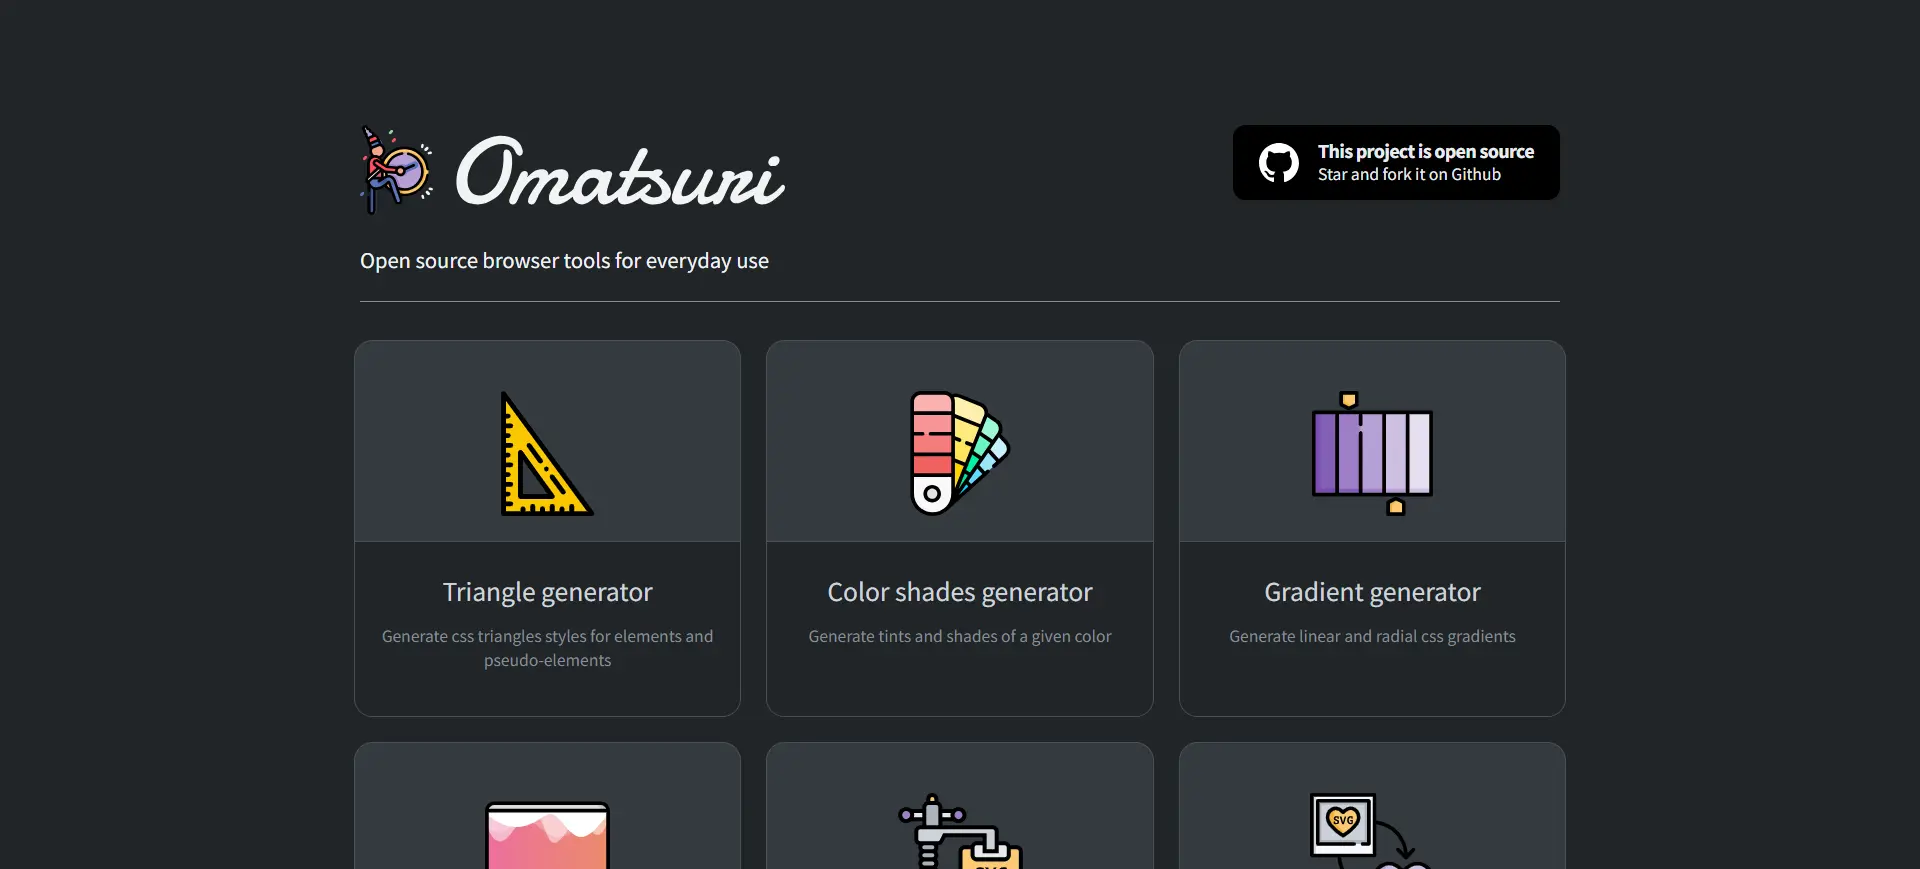 Omatsuri
This project is open source
Star and fork it on Github
Open source browser tools for everyday use
Triangle generator
Generate css triangles styles for elements and
pseudo-elements
Color shades generator
Generate tints and shades of a given color
Gradient generator
Generate linear and radial css gradients
SVG